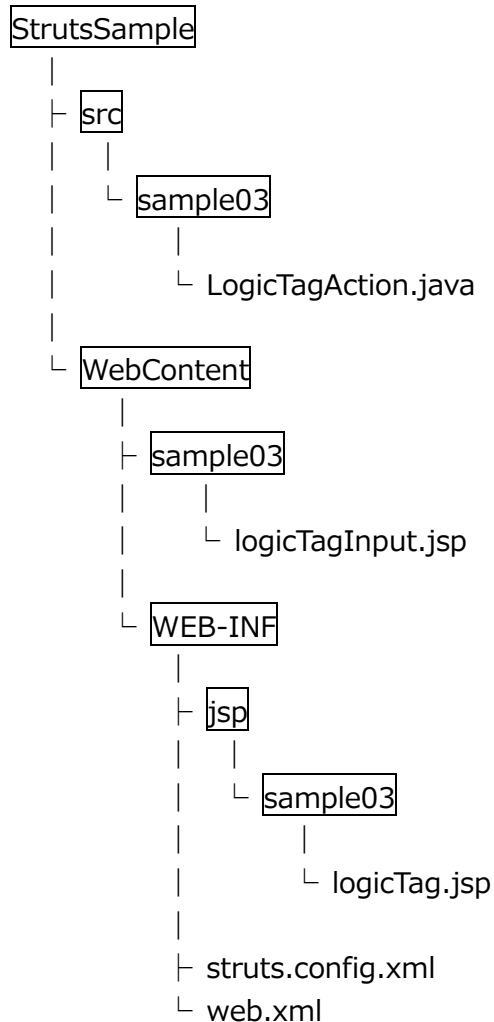 StrutsSample
src
sample03
LogicTagAction.java
WebContent
sample03
logicTagInput.jsp
WEB-INF
jsp
sample03
logicTag.jsp
struts.config.xml
web.xml